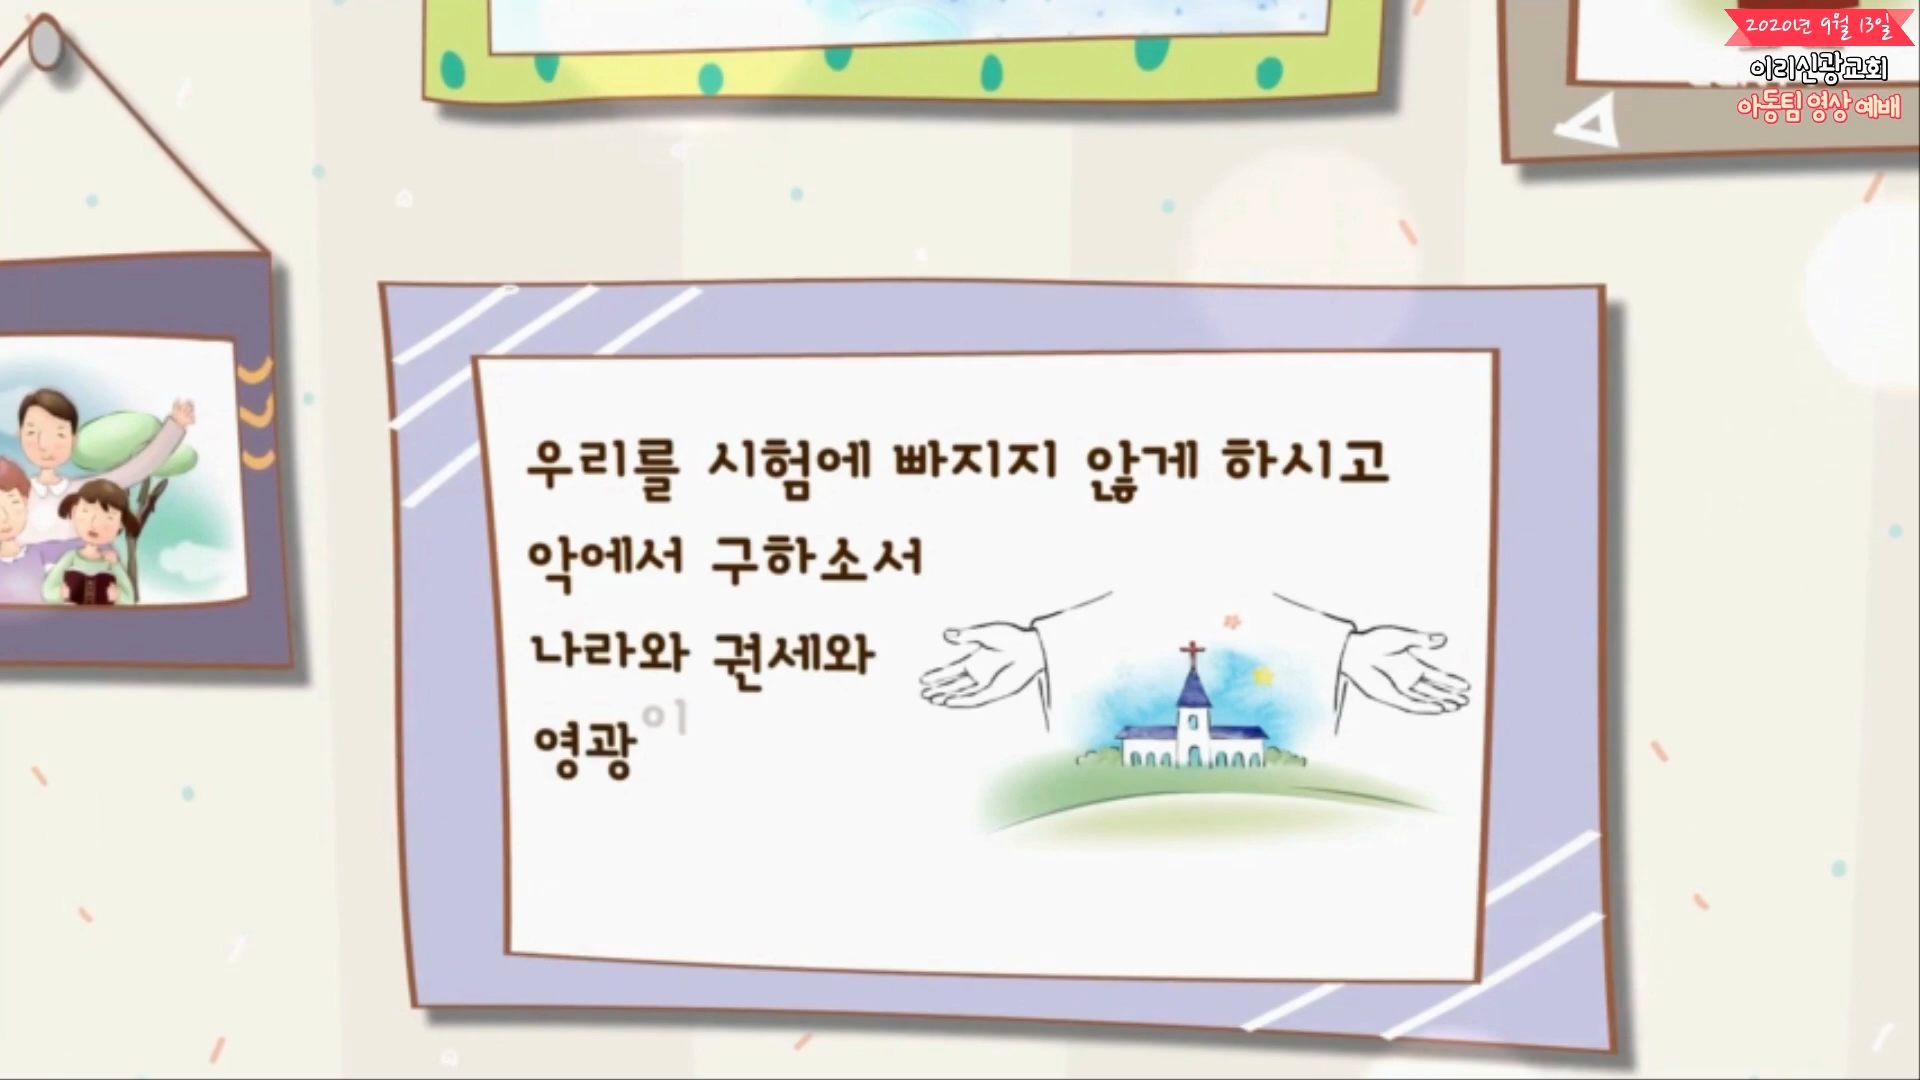 2020년 9월 13일
이리신광교회
아동팀 영상 예배
우리를 시험에 빠지지 않게 하시고
악에서 구하소서
나라와 권세와
영광이